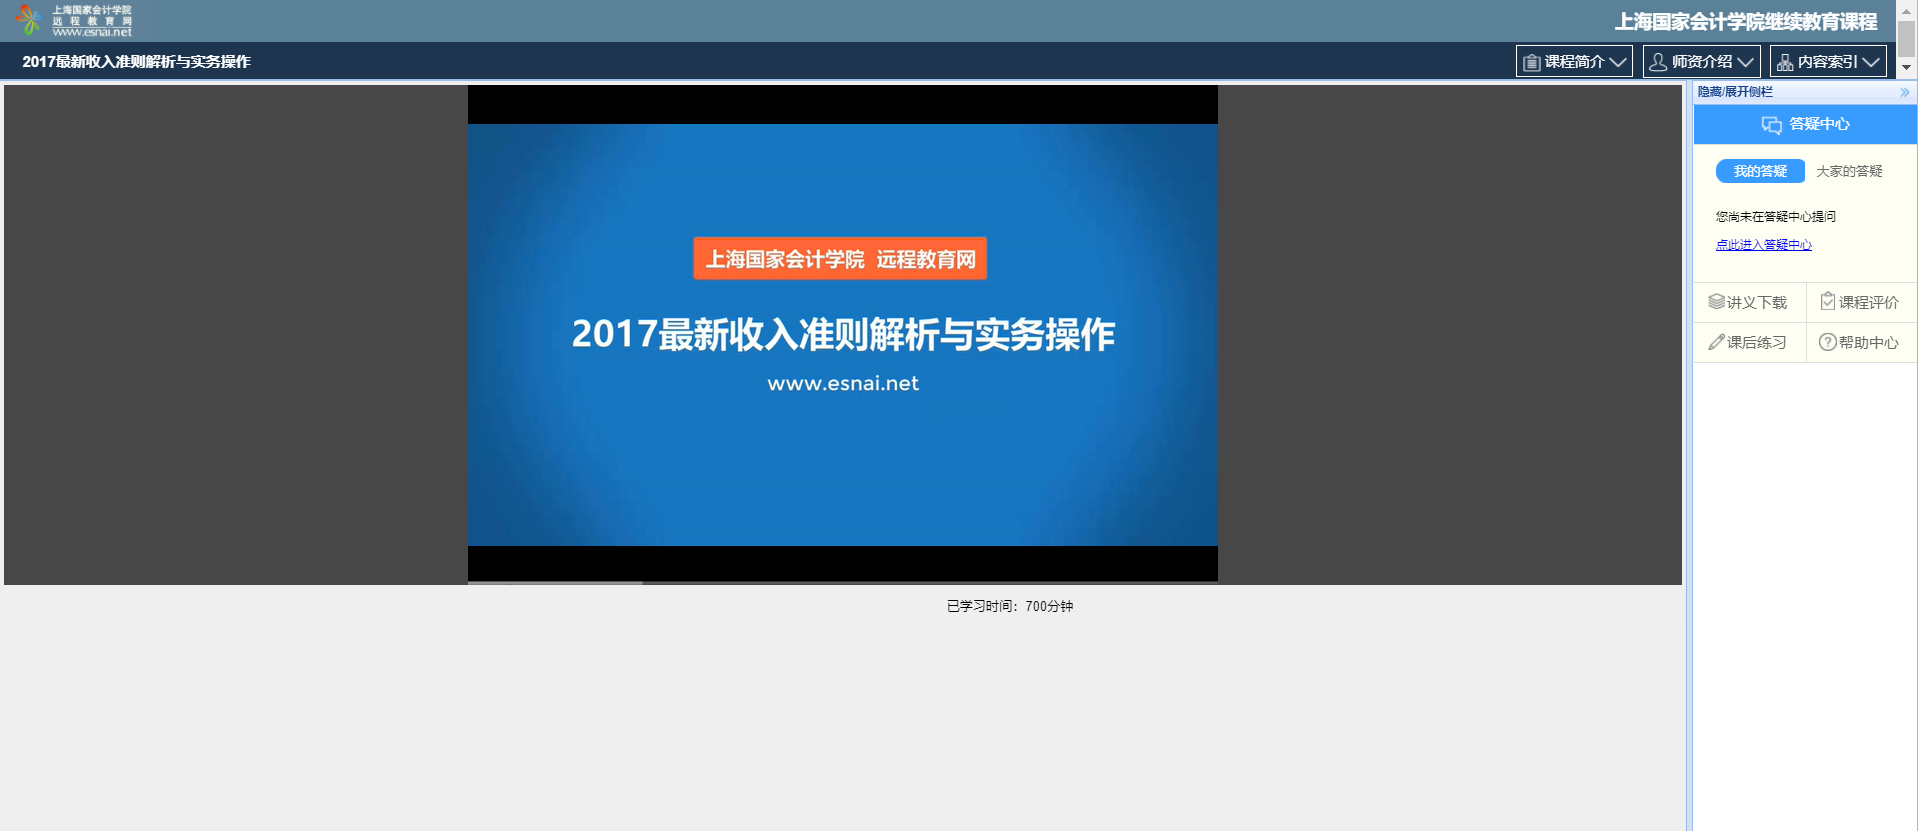 上海国家会计学院
远程教育网
www.esnai.net
上海国家会计学院继续教育课程
2017最新收入准则解析与实务操作
课程简介
师资介绍
内容索引
上海国家会计学院 远程教育网
2017最新收入准则解析与实务操作
www.esnai.net
已学习时间：700分钟
隐藏/展开侧栏
答疑中心
我的答疑 大家的答疑
您尚未在答疑中心提问
点此进入答疑中心
讲义下载 课程评价
课后练习 帮助中心